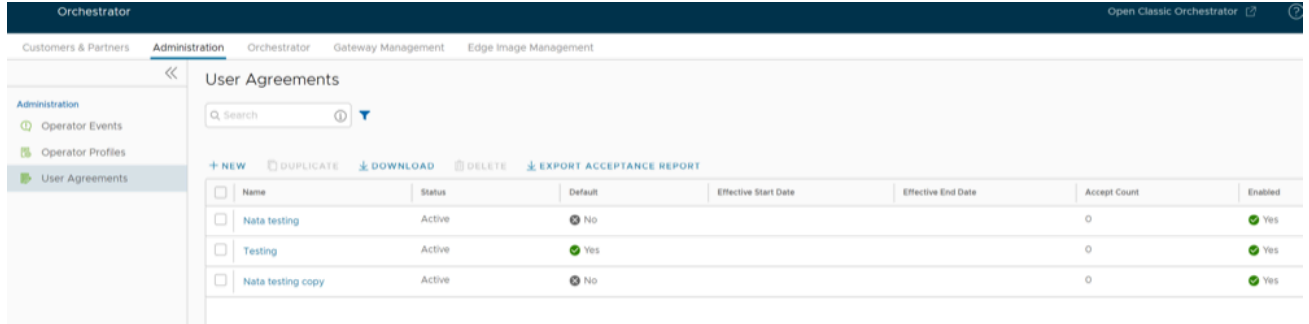 Orchestrator
Open Classic Orchestrator
Customers & Partners Administration Orchestrator Gateway Management Edge Image Management
User Agreements
Search
Administration
Operator Events
Operator Profiles
User Agreements
+ NEW DUPLICATE DOWNLOAD DELETE EXPORT ACCEPTANCE REPORT
Name Status Default Effective Start Date Effective End Date Accept Count Enabled
Nata testing Active No 0 Yes
Testing Active Yes 0 Yes
Nata testing copy Active No 0 Yes